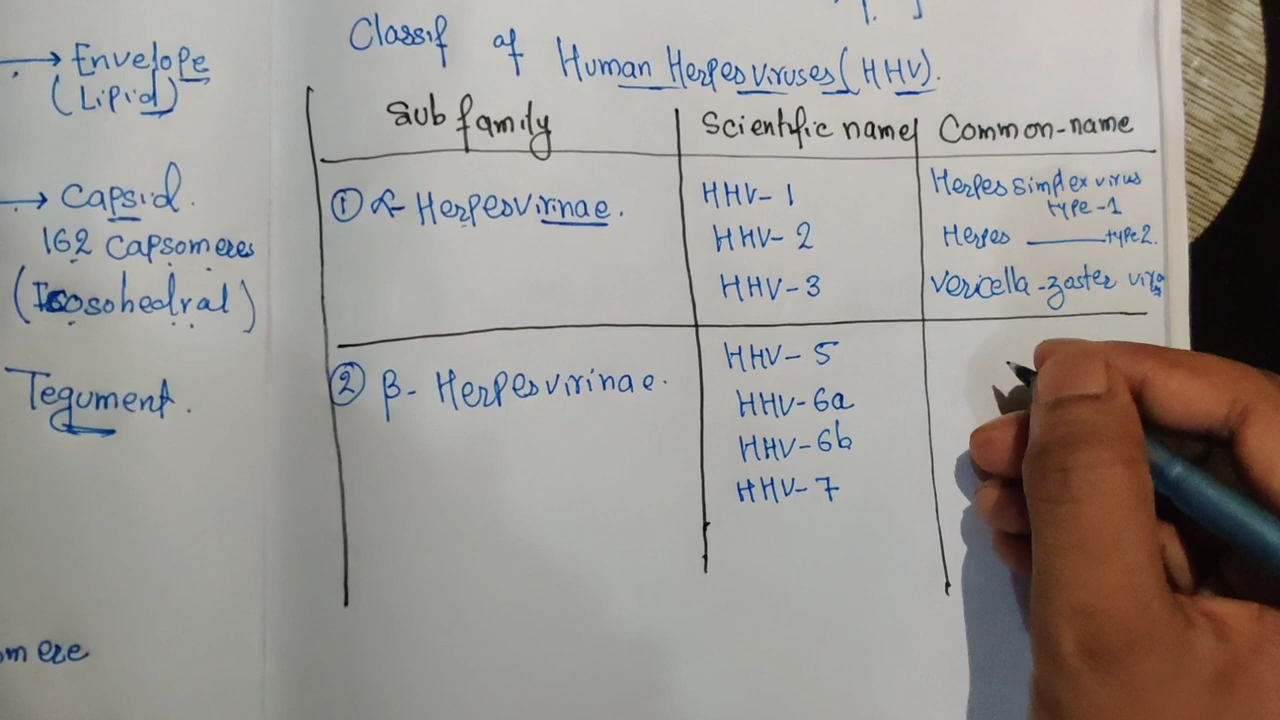 → Envelope
(Lipid)
→ Capsid.
162 Capsomeres
(Icosohedral)
Tegument.
mere
Classif of Human Herpesviruses (HHV).
Sub family
Scientific name
Common-name
① α- Herpesvirinae.
HHV- 1
Herpes simplex virus
type-1
HHV- 2
Herpes ——— type 2.
HHV- 3
Vericella-zoster virus
② β- Herpesvirinae.
HHV- 5
HHV-6a
HHV-6b
HHV-7